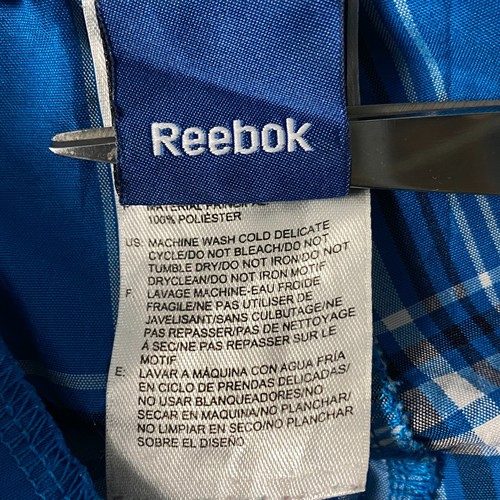 Reebok
MATERIAL PRINCIPAL
100% POLIÉSTER
US: MACHINE WASH COLD DELICATE
CYCLE/DO NOT BLEACH/DO NOT
TUMBLE DRY/DO NOT IRON/DO NOT
DRYCLEAN/DO NOT IRON MOTIF
F: LAVAGE MACHINE-EAU FROIDE
FRAGILE/NE PAS UTILISER DE
JAVELISANT/SANS CULBUTAGE/NE
PAS REPASSER/PAS DE NETTOYAGE
À SEC/NE PAS REPASSER SUR LE
MOTIF
E: LAVAR A MÁQUINA CON AGUA FRÍA
EN CICLO DE PRENDAS DELICADAS/
NO USAR BLANQUEADORES/NO
SECAR EN MAQUINA/NO PLANCHAR/
NO LIMPIAR EN SECO/NO PLANCHAR
SOBRE EL DISEÑO